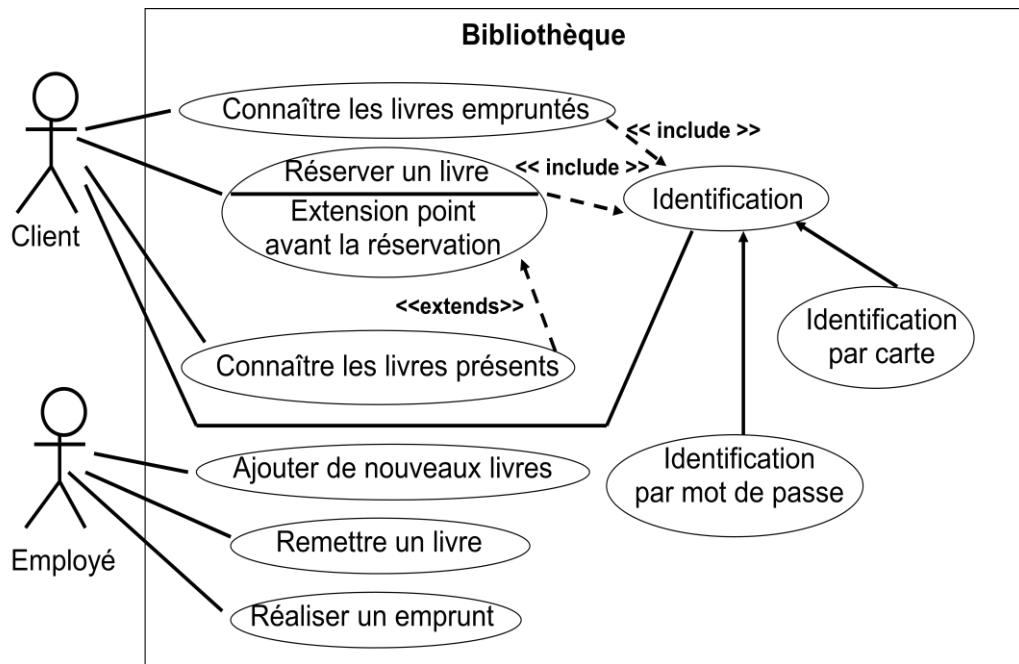 Bibliothèque
Connaître les livres empruntés
<< include >>
Réserver un livre
<< include >>
Extension point
avant la réservation
Identification
Client
<<extends>>
Identification
par carte
Connaître les livres présents
Ajouter de nouveaux livres
Identification
par mot de passe
Remettre un livre
Employé
Réaliser un emprunt